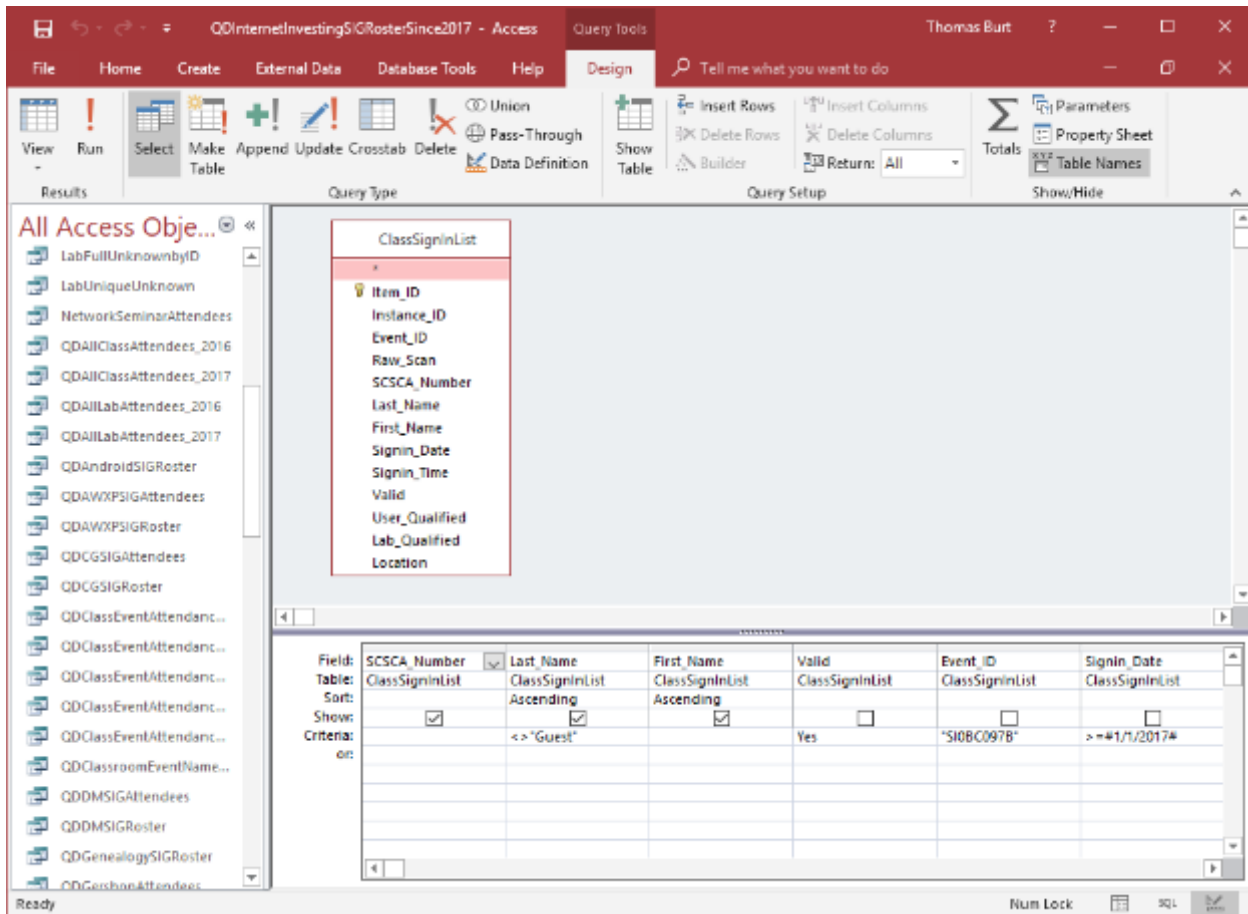 QDInternetInvestingSIGRosterSince2017 - Access Query Tools Thomas Burt ?
File Home Create External Data Database Tools Help Design Tell me what you want to do
View Run Select Make Table Append Update Crosstab Delete
Union
Pass-Through
Data Definition
Show Table
Insert Rows
Delete Rows
Builder
Insert Columns
Delete Columns
Return: All
Totals
Parameters
Property Sheet
Table Names
Results Query Type Query Setup Show/Hide
All Access Obje...
LabFullUnknownbyID
LabUniqueUnknown
NetworkSeminarAttendees
QDAllClassAttendees_2016
QDAllClassAttendees_2017
QDAllLabAttendees_2016
QDAllLabAttendees_2017
QDAndroidSIGRoster
QDAWXPSIGAttendees
QDAWXPSIGRoster
QDCGSIGAttendees
QDCGSIGRoster
QDClassEventAttendanc...
QDClassEventAttendanc...
QDClassEventAttendanc...
QDClassEventAttendanc...
QDClassEventAttendanc...
QDClassroomEventName...
QDDMSIGAttendees
QDDMSIGRoster
QDGenealogySIGRoster
QDGershonAttendees
ClassSignInList
*
Item_ID
Instance_ID
Event_ID
Raw_Scan
SCSCA_Number
Last_Name
First_Name
Signin_Date
Signin_Time
Valid
User_Qualified
Lab_Qualified
Location
Field: SCSCA_Number Last_Name First_Name Valid Event_ID Signin_Date
Table: ClassSignInList ClassSignInList ClassSignInList ClassSignInList ClassSignInList ClassSignInList
Sort: Ascending Ascending
Show:
Criteria: <>"Guest" Yes "SI0BC097B" >=#1/1/2017#
or:
Ready Num Lock SQL